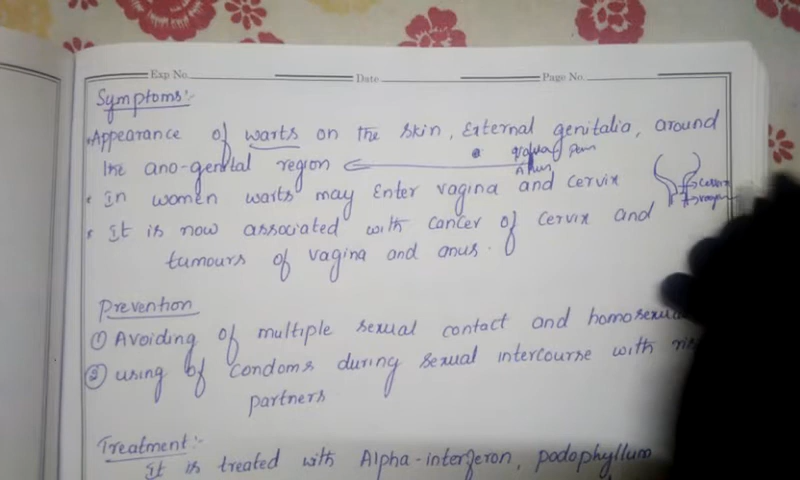 Exp No.
Date
Page No.
Symptoms:-
Appearance of warts on the skin, External genitalia, around
the ano-genital region
Anus
In women warts may Enter vagina and cervix
cervix
It is now associated with cancer of cervix and
tumours of vagina and anus.
Prevention
① Avoiding of multiple sexual contact and
② using of condoms during sexual intercourse with
partners
Treatment:-
It is treated with Alpha-interferon, podophyllum